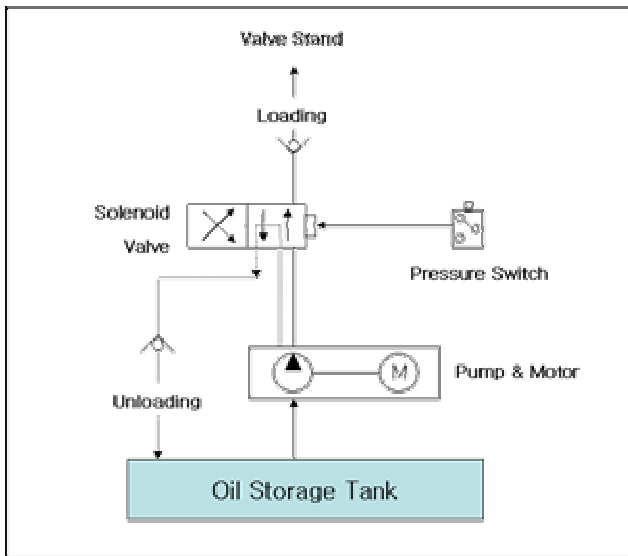 Valve Stand
Loading
Solenoid
Valve
Pressure Switch
M
Pump & Motor
Unloading
Oil Storage Tank